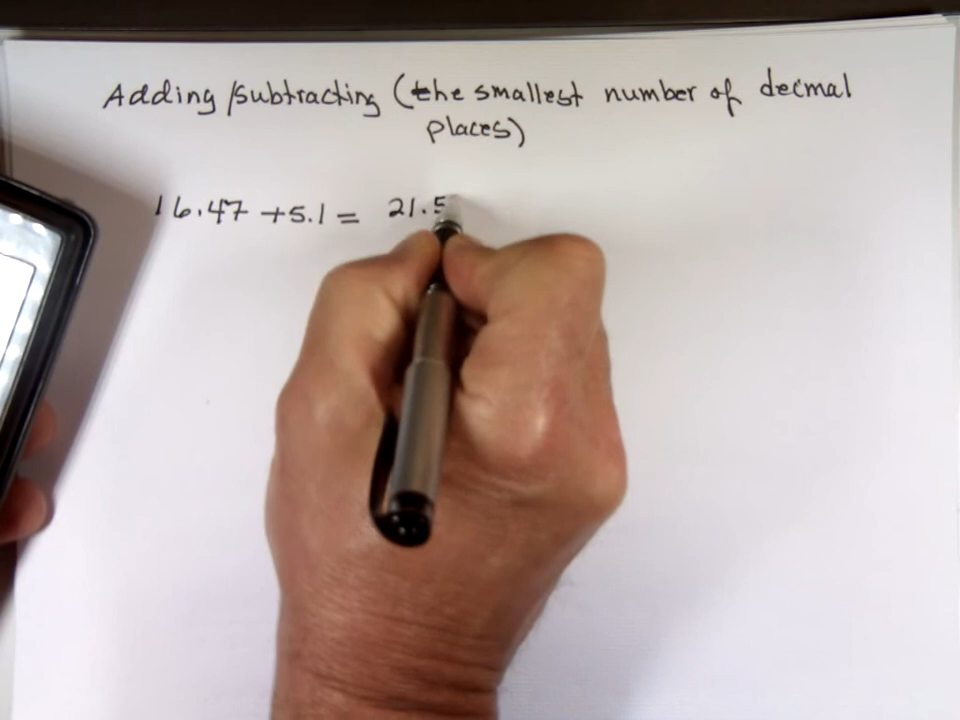 Adding/subtracting (the smallest number of decimal
places)
16.47 + 5.1 = 21.5